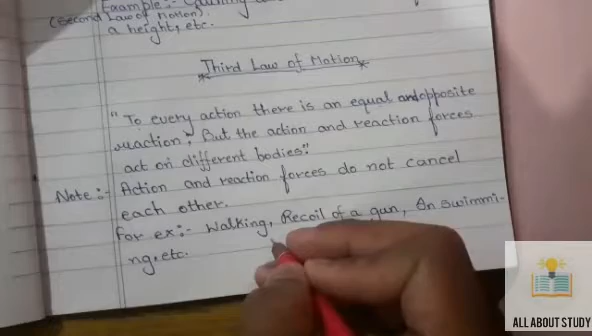 Example:-
(Second Law of Motion)
a height, etc.
Third Law of Motion
"To every action there is an equal and opposite
reaction", But the action and reaction forces
act on different bodies."
Note:- Action and reaction forces do not cancel
each other.
For ex:- Walking, Recoil of a gun, In swimmi-
ng, etc.
ALL ABOUT STUDY